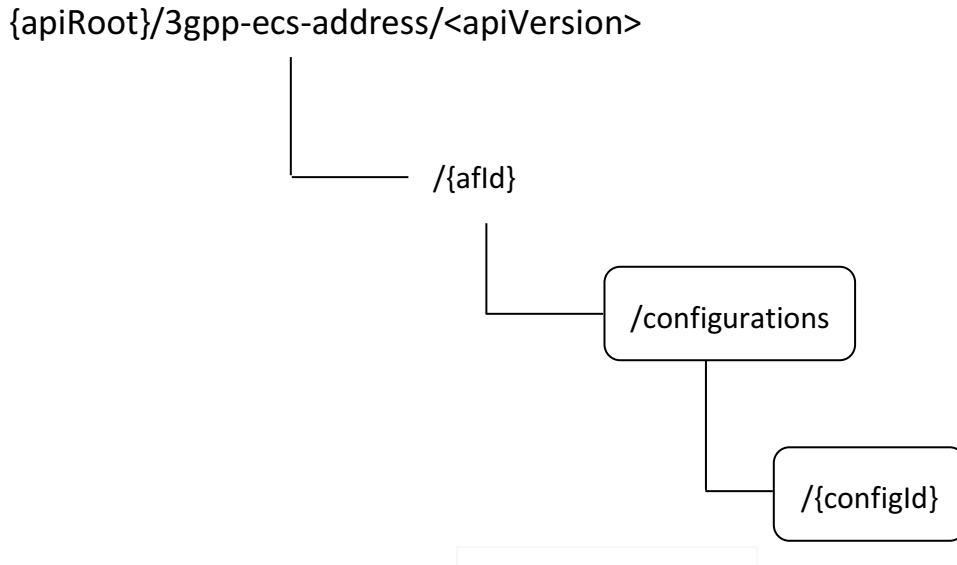 {apiRoot}/3gpp-ecs-address/<apiVersion>
/{afId}
/configurations
/{configId}